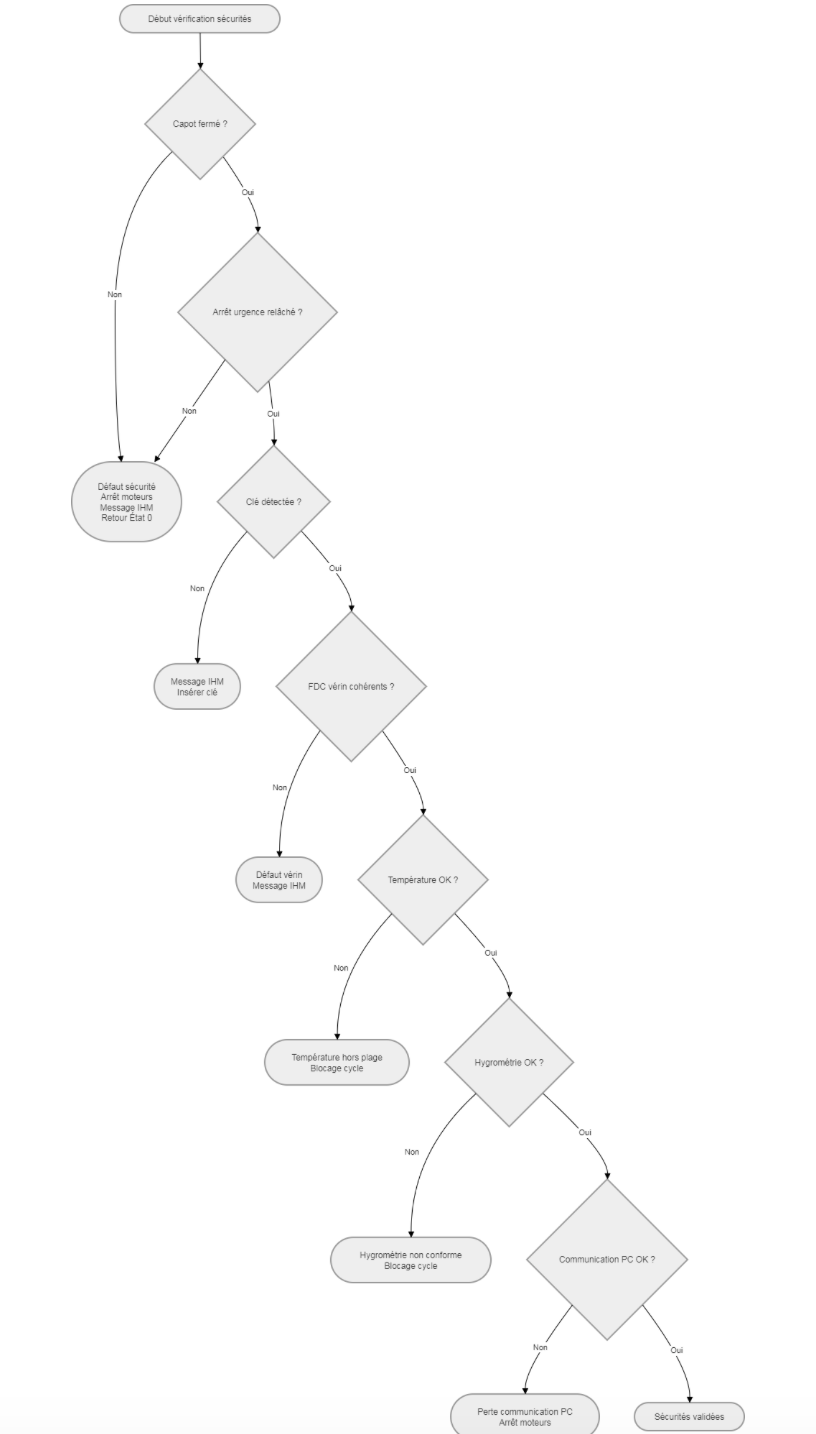 Début vérification sécurités
Capot fermé ?
Oui
Non
Arrêt urgence relâché ?
Non
Oui
Défaut sécurité
Arrêt moteurs
Message IHM
Retour État 0
Clé détectée ?
Oui
Non
Message IHM
Insérer clé
FDC vérin cohérents ?
Oui
Non
Défaut vérin
Message IHM
Température OK ?
Oui
Non
Température hors plage
Blocage cycle
Hygrométrie OK ?
Oui
Non
Hygrométrie non conforme
Blocage cycle
Communication PC OK ?
Non
Oui
Perte communication PC
Arrêt moteurs
Sécurités validées